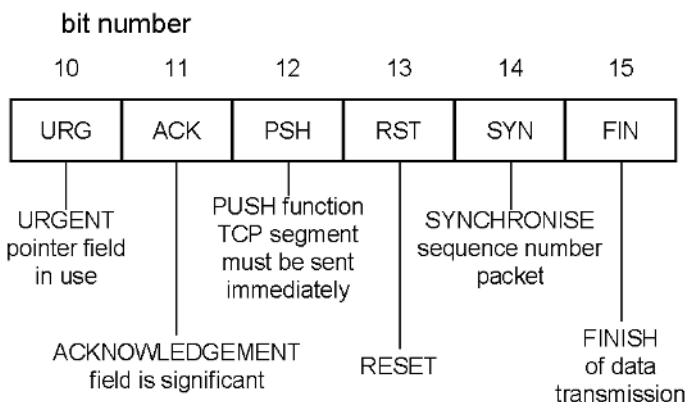 bit number
10 11 12 13 14 15
URG ACK PSH RST SYN FIN
URGENT
pointer field
in use
ACKNOWLEDGEMENT
field is significant
PUSH function
TCP segment
must be sent
immediately
RESET
SYNCHRONISE
sequence number
packet
FINISH
of data
transmission